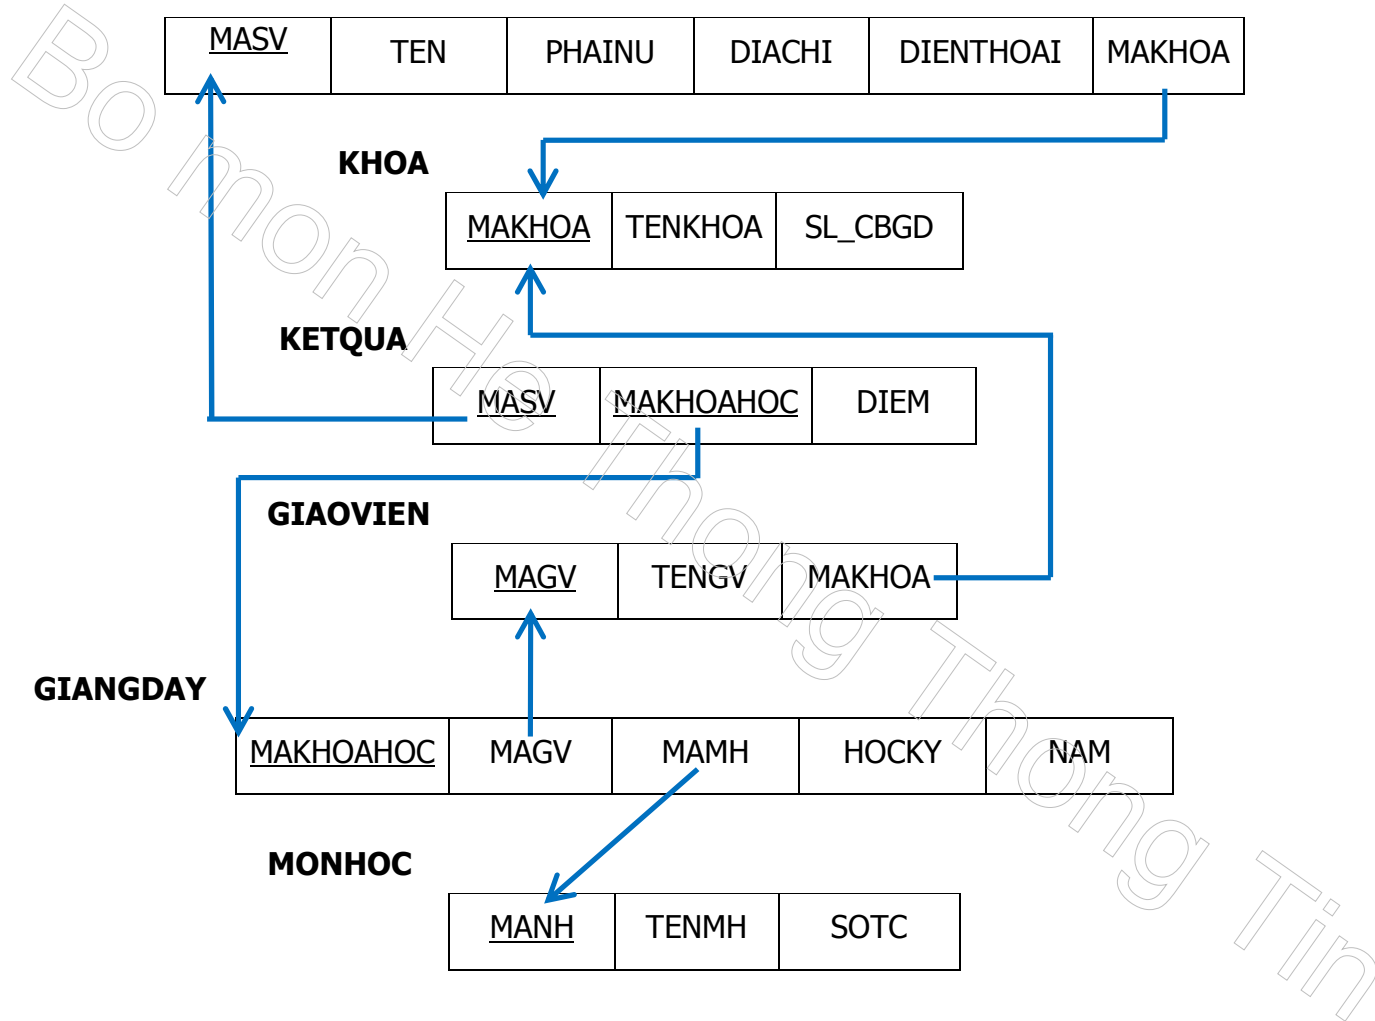 MASV TEN PHAINU DIACHI DIENTHOAI MAKHOA
KHOA
MAKHOA TENKHOA SL_CBGD
KETQUA
MASV MAKHOAHOC DIEM
GIAOVIEN
MAGV TENGV MAKHOA
GIANGDAY
MAKHOAHOC MAGV MAMH HOCKY NAM
MONHOC
MANH TENMH SOTC
Bo mon He Thong Thong Tin